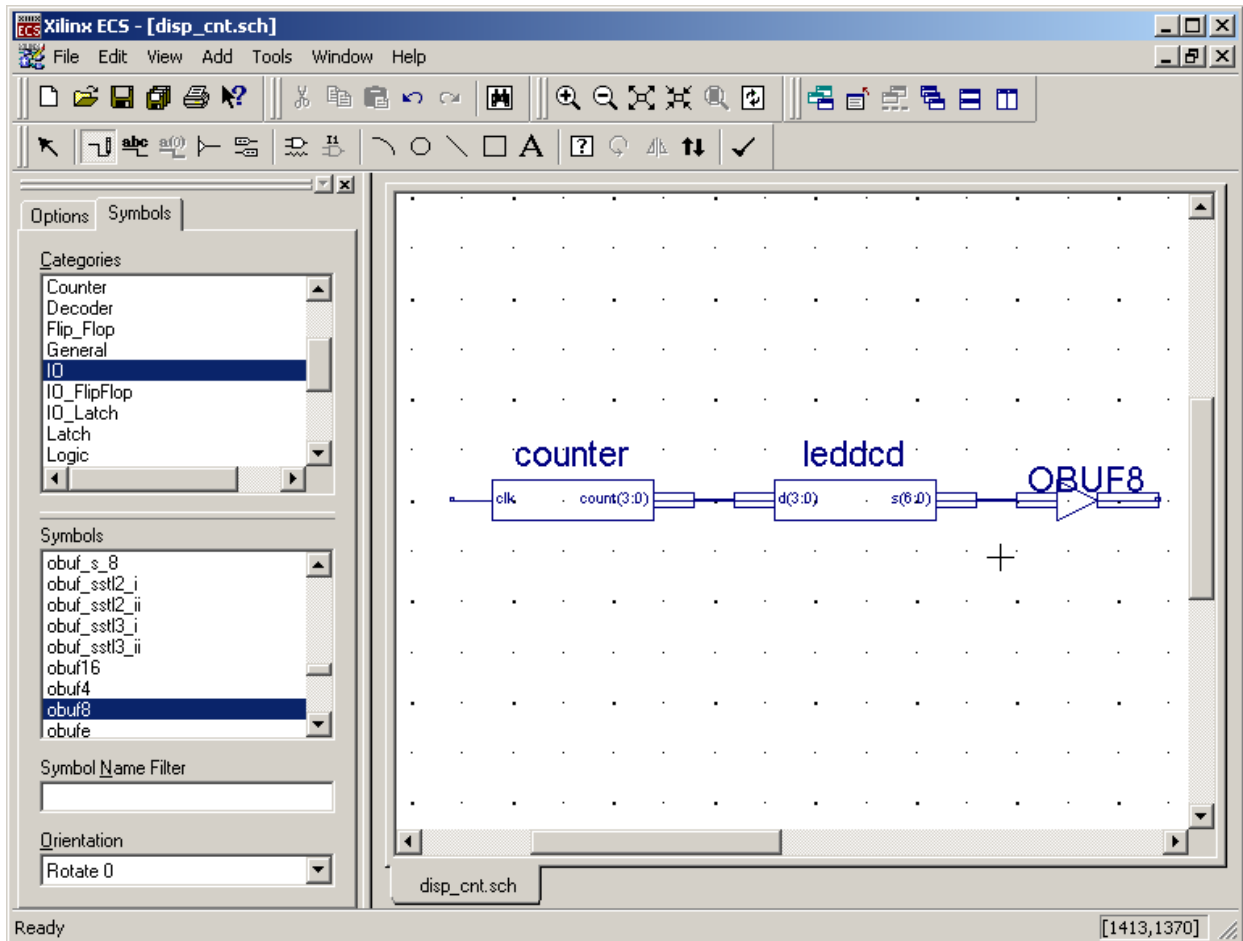 Xilinx ECS - [disp_cnt.sch]
File Edit View Add Tools Window Help
Options Symbols
Categories
Counter
Decoder
Flip_Flop
General
IO
IO_FlipFlop
IO_Latch
Latch
Logic
Symbols
obuf_s_8
obuf_sstl2_i
obuf_sstl2_ii
obuf_sstl3_i
obuf_sstl3_ii
obuf16
obuf4
obuf8
obufe
Symbol Name Filter
Orientation
Rotate 0
counter
clk count(3:0)
leddcd
d(3:0) s(6:0)
OBUF8
disp_cnt.sch
Ready [1413,1370]